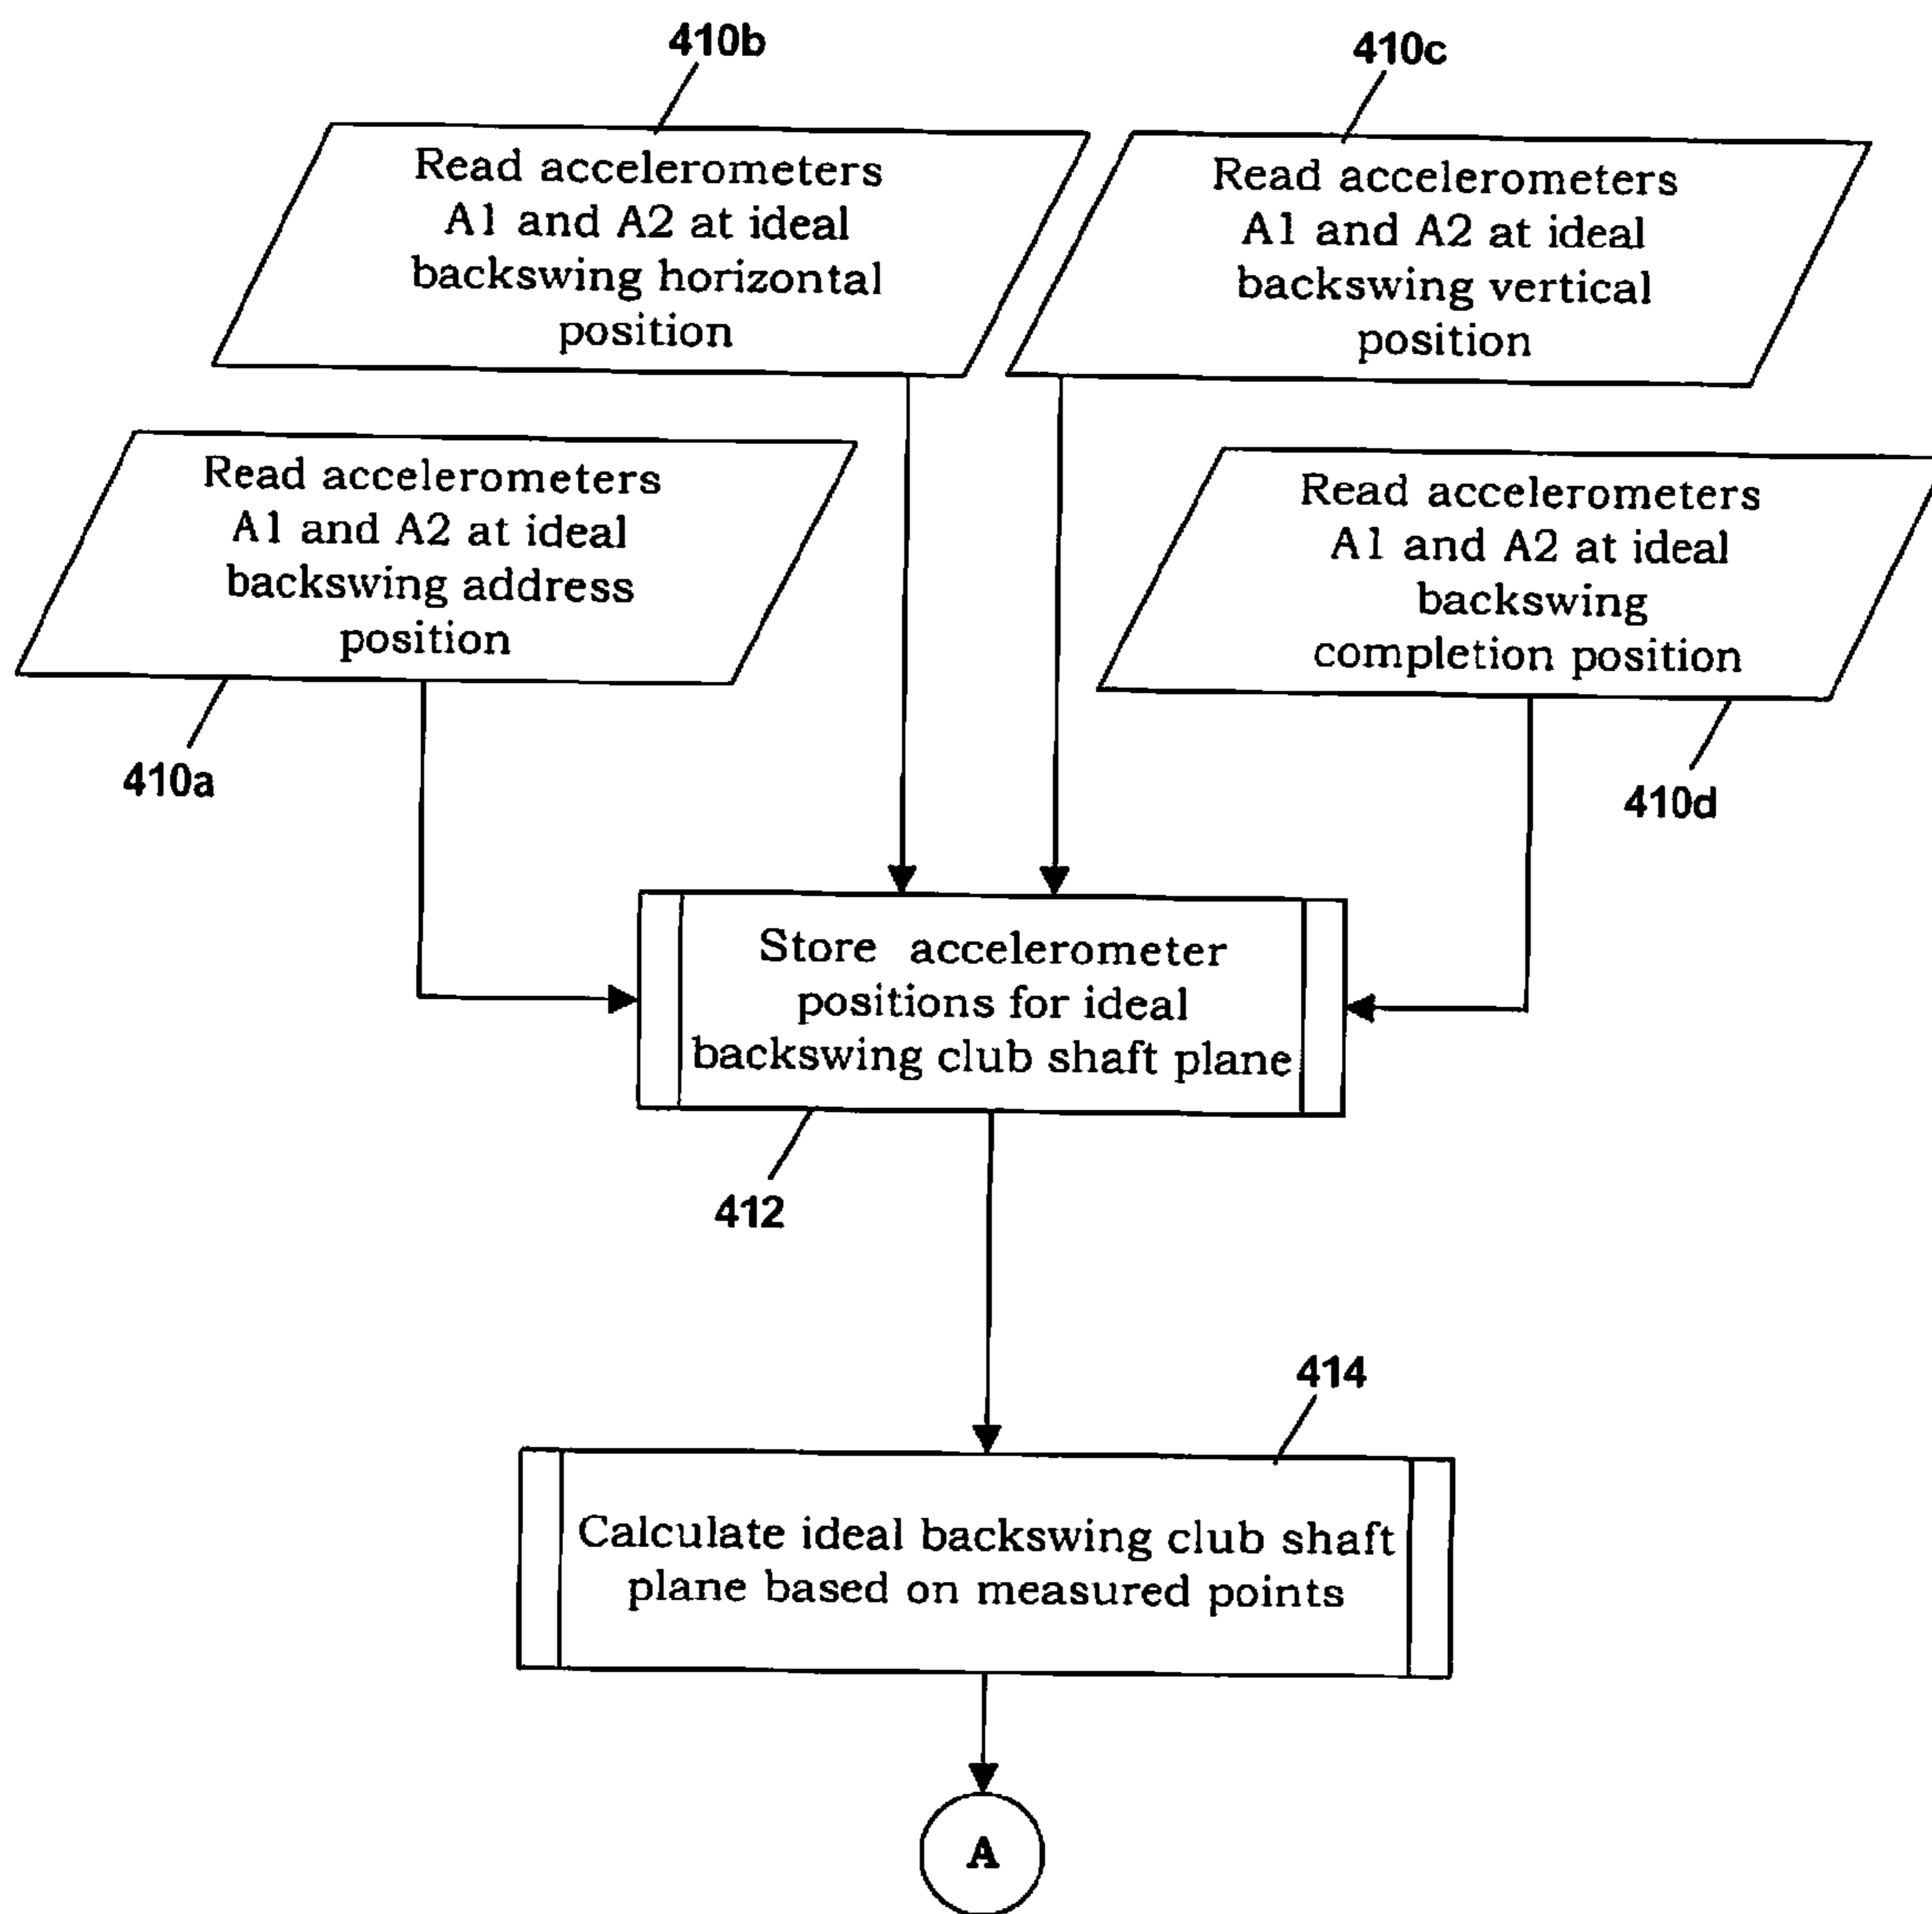 410b
410c
Read accelerometers
A1 and A2 at ideal
backswing horizontal
position
Read accelerometers
A1 and A2 at ideal
backswing vertical
position
Read accelerometers
A1 and A2 at ideal
backswing address
position
Read accelerometers
A1 and A2 at ideal
backswing
completion position
410a
410d
Store accelerometer
positions for ideal
backswing club shaft plane
412
414
Calculate ideal backswing club shaft
plane based on measured points
A